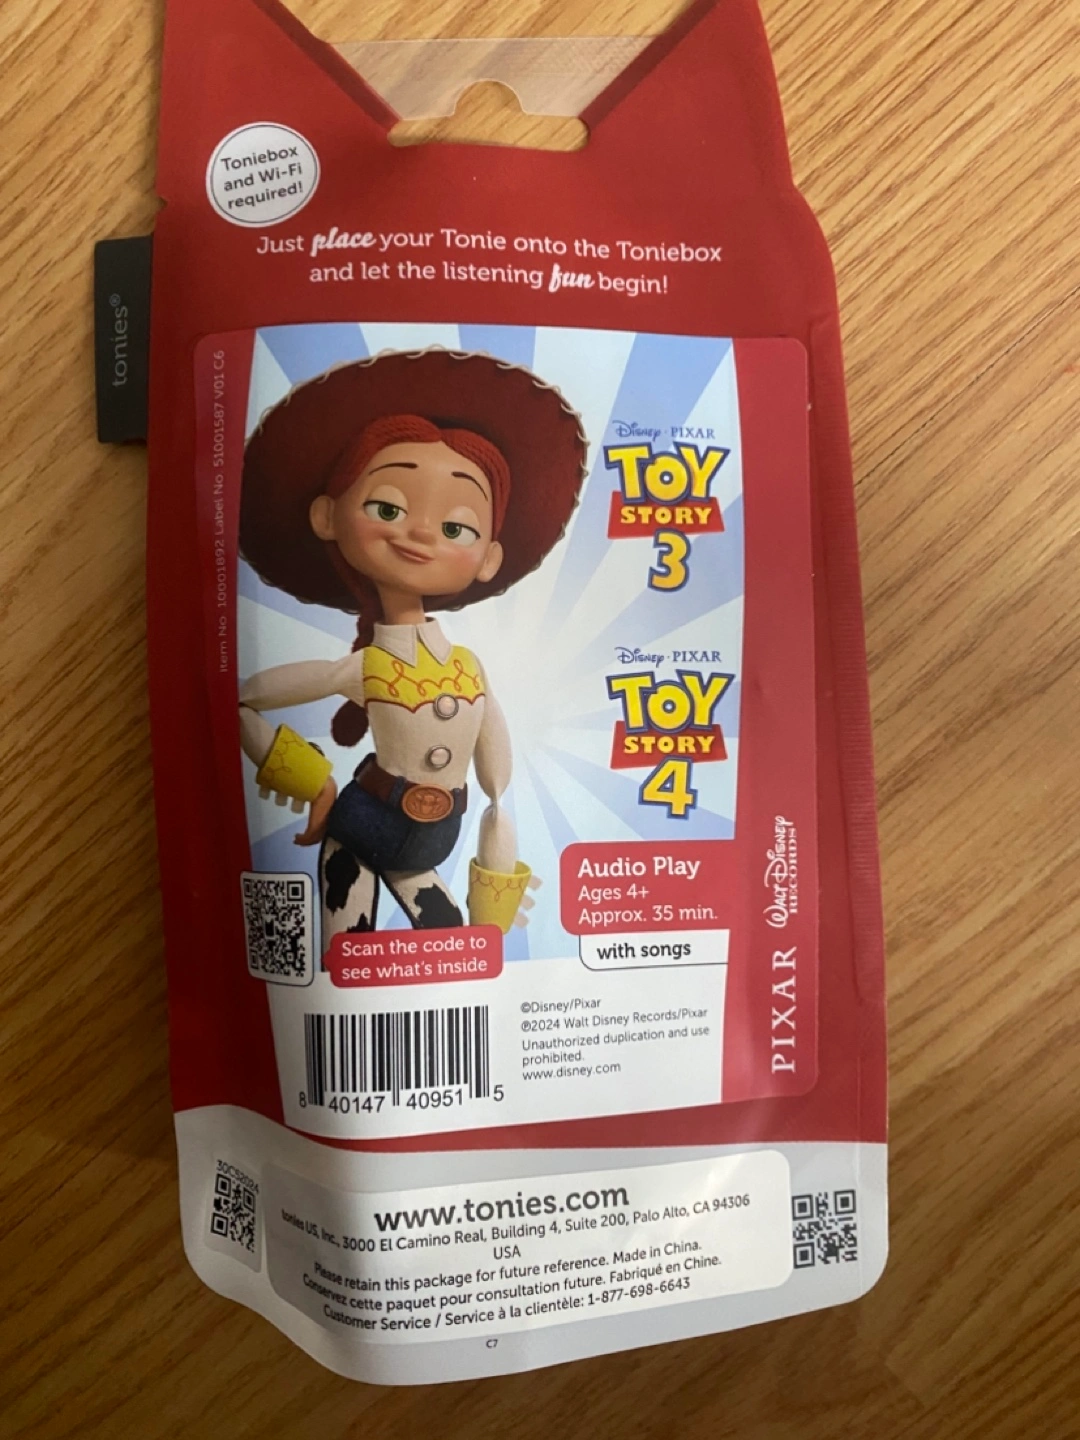 Toniebox
and Wi-Fi
required!
Just place your Tonie onto the Toniebox
and let the listening fun begin!
tonies®
Item No 10001892 Label No 51001587 V01 C6
Disney · PIXAR
TOY
STORY
3
Disney · PIXAR
TOY
STORY
4
Audio Play
Ages 4+
Approx. 35 min.
with songs
Scan the code to
see what's inside
©Disney/Pixar
℗2024 Walt Disney Records/Pixar
Unauthorized duplication and use
prohibited.
www.disney.com
8 40147 40951 5
PIXAR WALT DISNEY RECORDS
30C52024
www.tonies.com
tonies US, Inc., 3000 El Camino Real, Building 4, Suite 200, Palo Alto, CA 94306
USA
Please retain this package for future reference. Made in China.
Conservez cette paquet pour consultation future. Fabriqué en Chine.
Customer Service / Service à la clientèle: 1-877-698-6643
C7